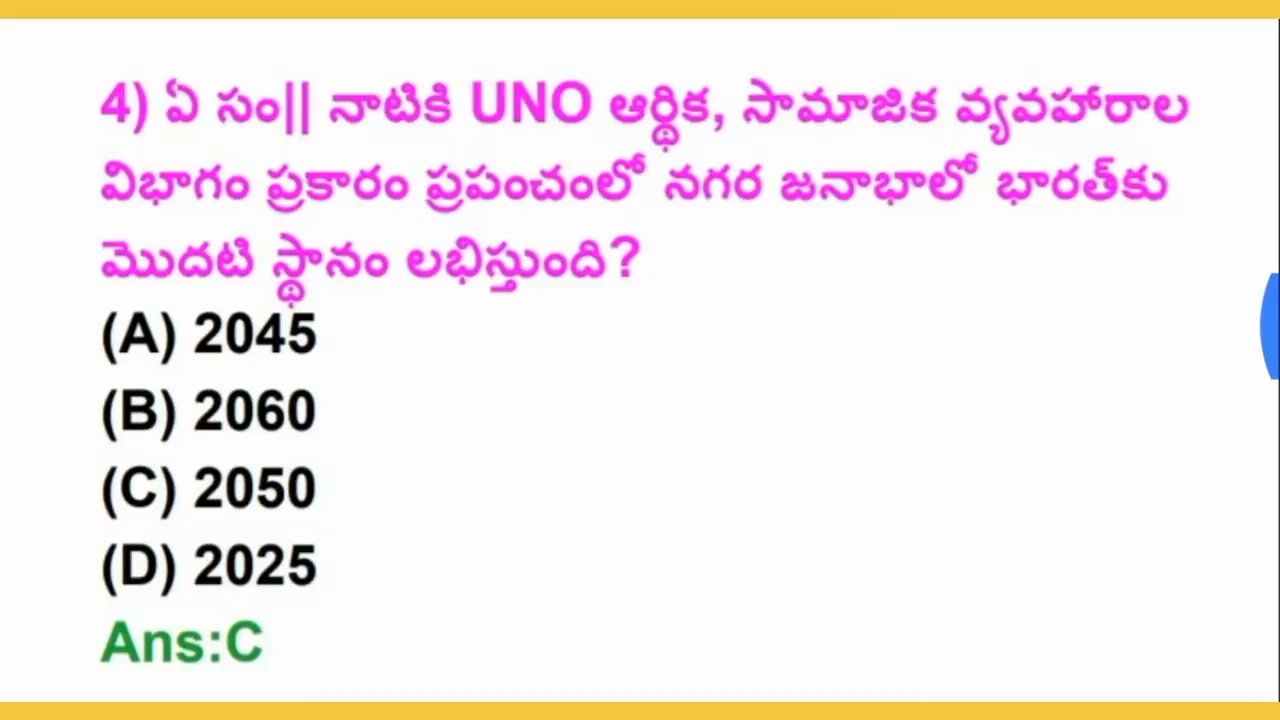 4) ఏ సం|| నాటికి UNO ఆర్థిక, సామాజిక వ్యవహారాల
విభాగం ప్రకారం ప్రపంచంలో నగర జనాభాలో భారత్‌కు
మొదటి స్థానం లభిస్తుంది?
(A) 2045
(B) 2060
(C) 2050
(D) 2025
Ans:C